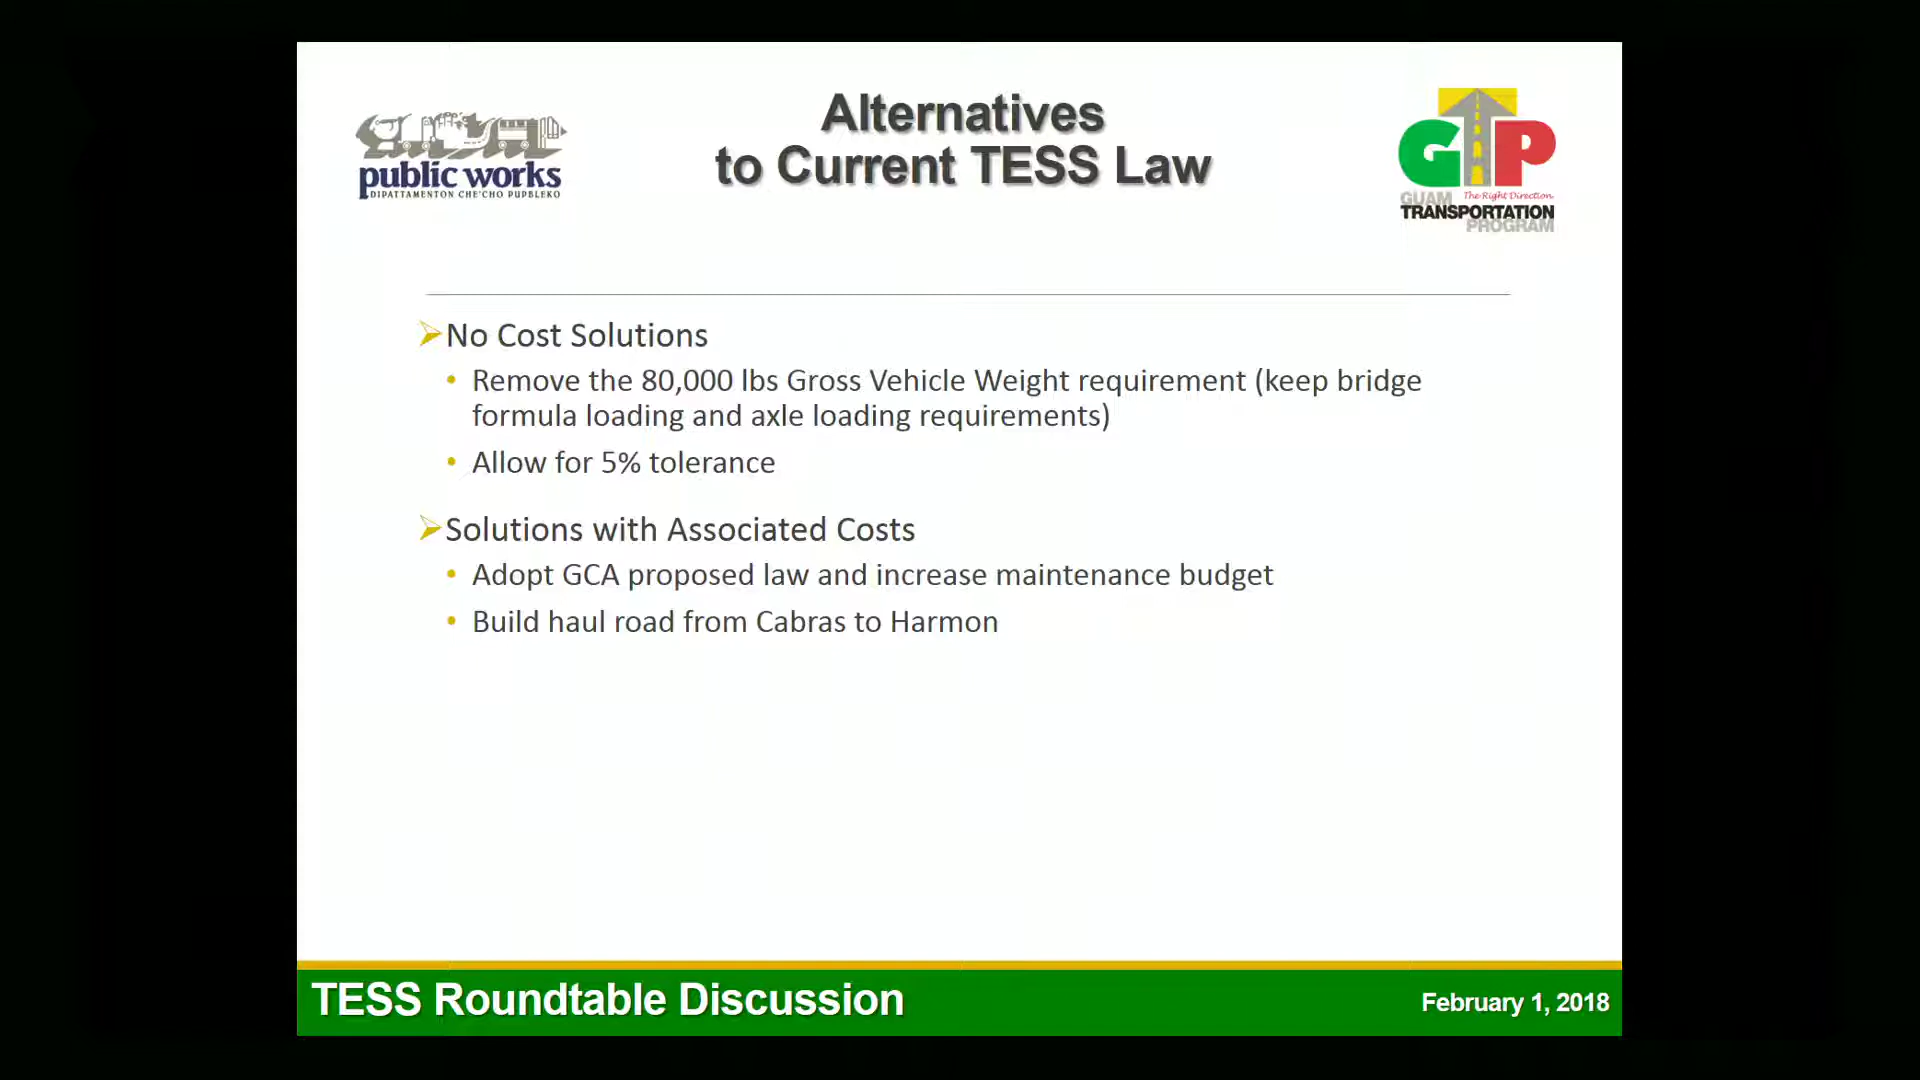 Alternatives
to Current TESS Law
public works
DIPATTAMENTON CHE'CHO PUPBLEKO
GTP
The Right Direction
GUAM
TRANSPORTATION
PROGRAM
No Cost Solutions
Remove the 80,000 lbs Gross Vehicle Weight requirement (keep bridge
formula loading and axle loading requirements)
Allow for 5% tolerance
Solutions with Associated Costs
Adopt GCA proposed law and increase maintenance budget
Build haul road from Cabras to Harmon
TESS Roundtable Discussion
February 1, 2018